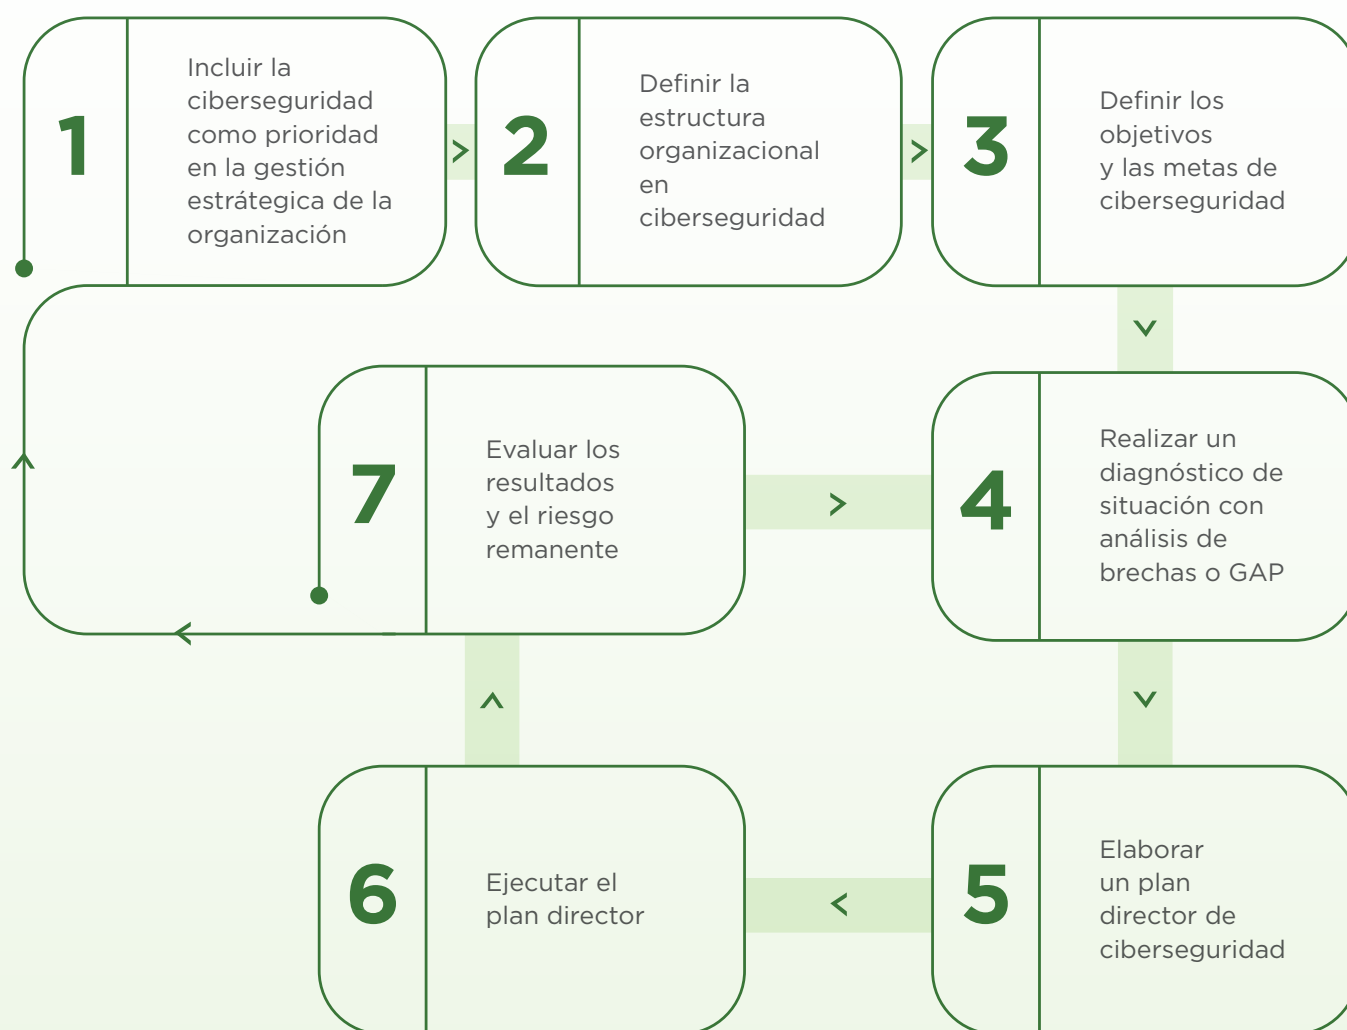 1
Incluir la
ciberseguridad
como prioridad
en la gestión
estrátegica de la
organización
>
2
Definir la
estructura
organizacional
en
ciberseguridad
>
3
Definir los
objetivos
y las metas de
ciberseguridad
4
Realizar un
diagnóstico de
situación con
análisis de
brechas o GAP
5
Elaborar
un plan
director de
ciberseguridad
<
6
Ejecutar el
plan director
7
Evaluar los
resultados
y el riesgo
remanente
>